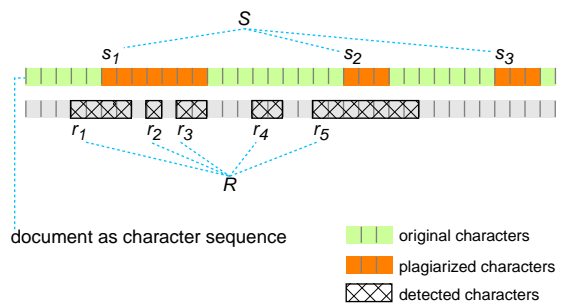 S
s1 s2 s3
r1 r2 r3 r4 r5
R
document as character sequence
original characters
plagiarized characters
detected characters